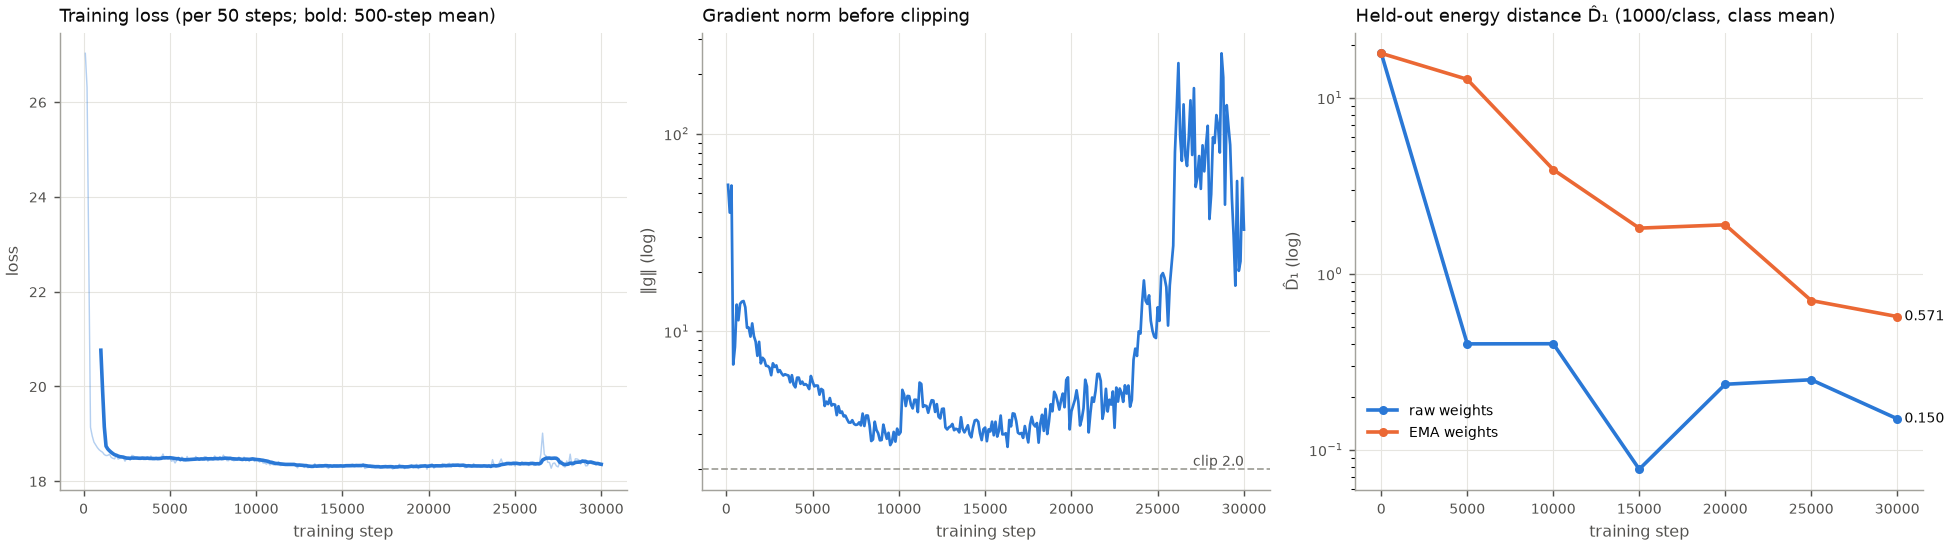 Training loss (per 50 steps; bold: 500-step mean)
26
24
22
20
18
loss
0 5000 10000 15000 20000 25000 30000
training step
Gradient norm before clipping
10²
10¹
‖g‖ (log)
clip 2.0
0 5000 10000 15000 20000 25000 30000
training step
Held-out energy distance D̂₁ (1000/class, class mean)
10¹
10⁰
10⁻¹
D̂₁ (log)
0.571
0.150
raw weights
EMA weights
0 5000 10000 15000 20000 25000 30000
training step